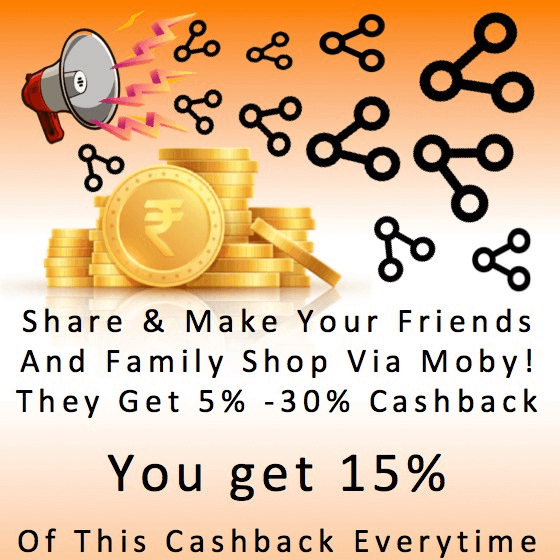 Share & Make Your Friends
And Family Shop Via Moby!
They Get 5% -30% Cashback
You get 15%
Of This Cashback Everytime